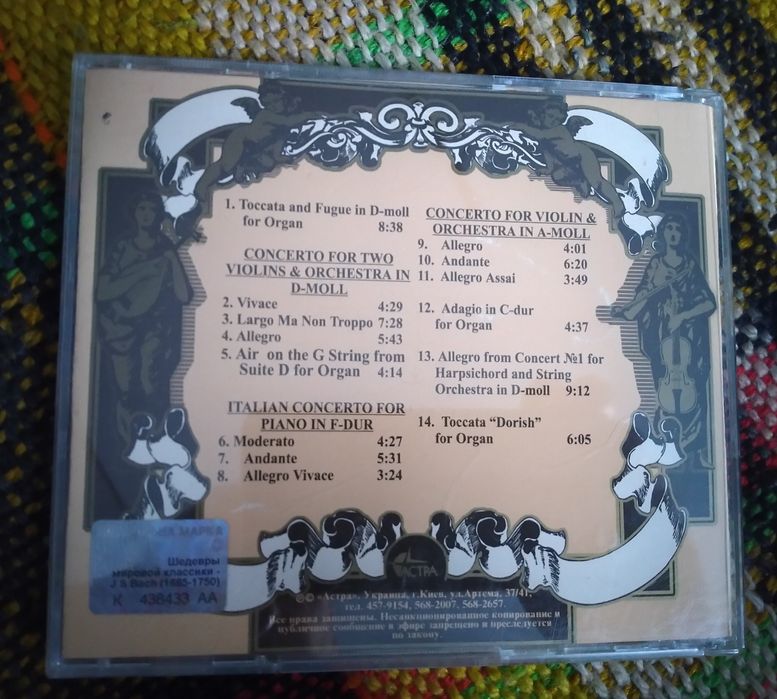 1. Toccata and Fugue in D-moll
for Organ 8:38
CONCERTO FOR TWO
VIOLINS & ORCHESTRA IN
D-MOLL
2. Vivace 4:29
3. Largo Ma Non Troppo 7:28
4. Allegro 5:43
5. Air on the G String from
Suite D for Organ 4:14
ITALIAN CONCERTO FOR
PIANO IN F-DUR
6. Moderato 4:27
7. Andante 5:31
8. Allegro Vivace 3:24
CONCERTO FOR VIOLIN &
ORCHESTRA IN A-MOLL
9. Allegro 4:01
10. Andante 6:20
11. Allegro Assai 3:49
12. Adagio in C-dur
for Organ 4:37
13. Allegro from Concert №1 for
Harpsichord and String
Orchestra in D-moll 9:12
14. Toccata "Dorish"
for Organ 6:05
МАРКА
Шедевры
мировой классики -
J S Bach (1685-1750)
К 438433 АА
АСТРА
℗© «Астра», Украина, г.Киев, ул.Артема, 37/41,
тел. 457-9154, 568-2007, 568-2657.
Все права защищены. Несанкционированное копирование и
публичное сообщение в эфире запрещено и преследуется
по закону.